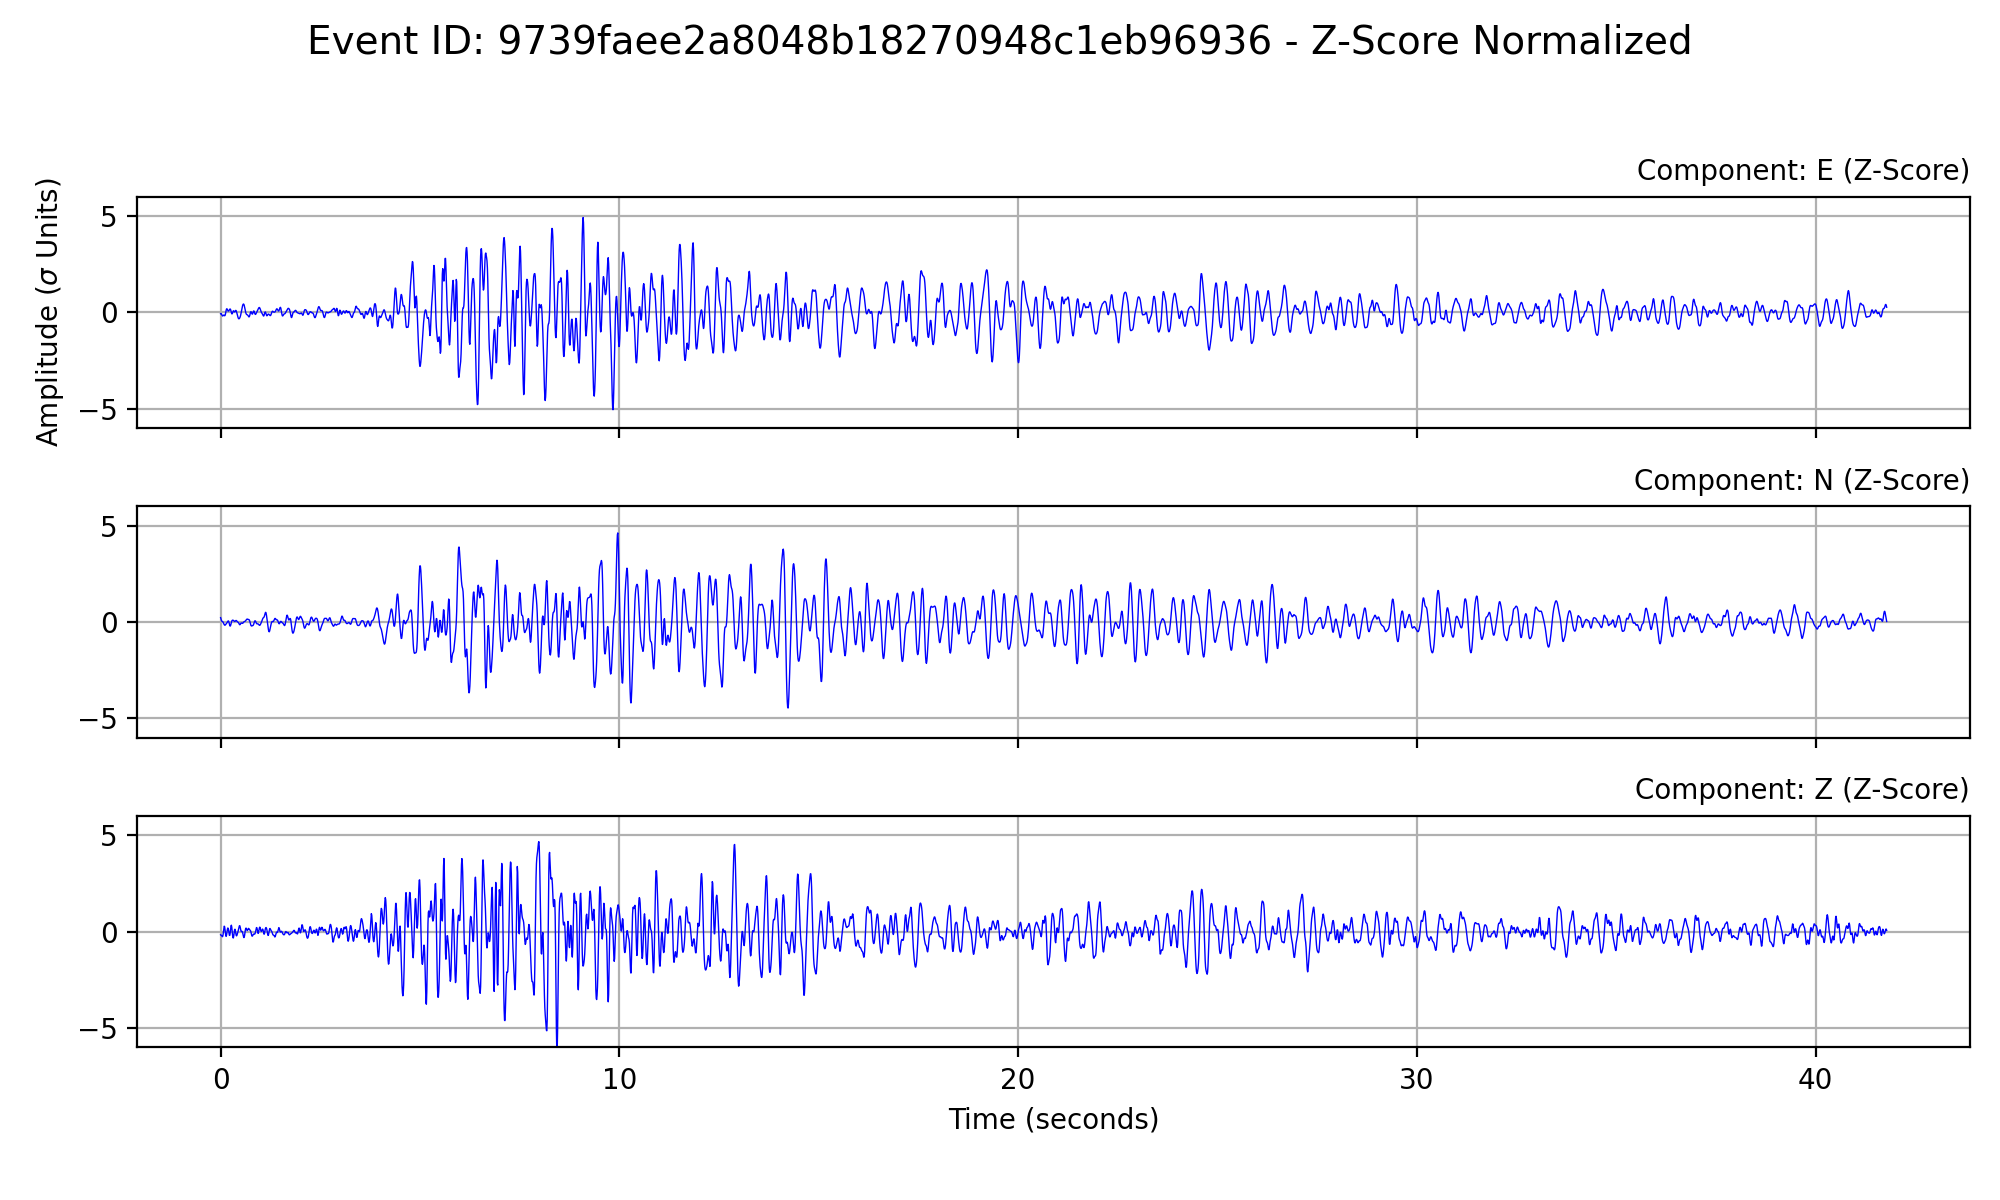 Event ID: 9739faee2a8048b18270948c1eb96936 - Z-Score Normalized
Component: E (Z-Score)
Amplitude (σ Units)
5
0
−5
Component: N (Z-Score)
5
0
−5
Component: Z (Z-Score)
5
0
−5
0 10 20 30 40
Time (seconds)